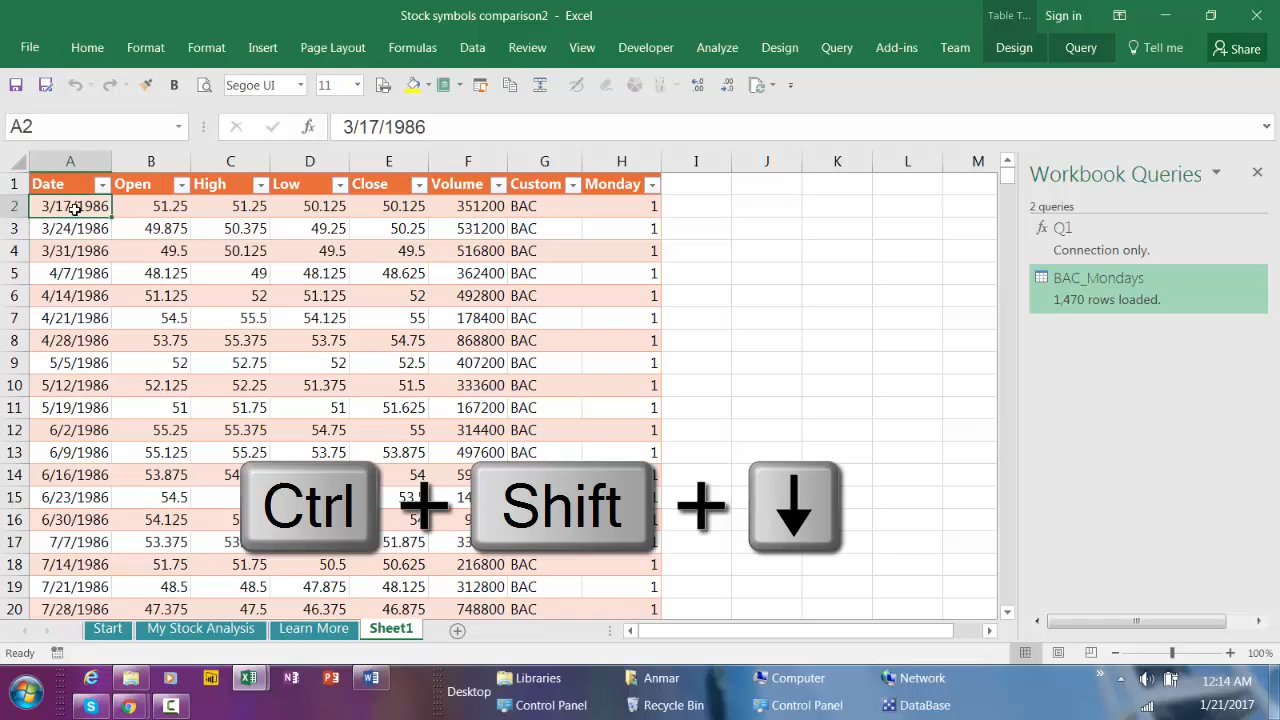 Stock symbols comparison2 - Excel
Table T... Sign in
File Home Format Format Insert Page Layout Formulas Data Review View Developer Analyze Design Query Add-ins Team Design Query Tell me Share
B Segoe UI 11
A2 fx 3/17/1986
A B C D E F G H I J K L M
1 Date Open High Low Close Volume Custom Monday
2 3/17/1986 51.25 51.25 50.125 50.125 351200 BAC 1
3 3/24/1986 49.875 50.375 49.25 50.25 531200 BAC 1
4 3/31/1986 49.5 50.125 49.5 49.5 516800 BAC 1
5 4/7/1986 48.125 49 48.125 48.625 362400 BAC 1
6 4/14/1986 51.125 52 51.125 52 492800 BAC 1
7 4/21/1986 54.5 55.5 54.125 55 178400 BAC 1
8 4/28/1986 53.75 55.375 53.75 54.75 868800 BAC 1
9 5/5/1986 52 52.75 52 52.5 407200 BAC 1
10 5/12/1986 52.125 52.25 51.375 51.5 333600 BAC 1
11 5/19/1986 51 51.75 51 51.625 167200 BAC 1
12 6/2/1986 55.25 55.375 54.75 55 314400 BAC 1
13 6/9/1986 55.125 55.125 53.75 53.875 497600 BAC 1
14 6/16/1986 53.875 54 1
15 6/23/1986 54.5 1
16 6/30/1986 54.125 1
17 7/7/1986 53.375 51.875 1
18 7/14/1986 51.75 51.75 50.5 50.625 216800 BAC 1
19 7/21/1986 48.5 48.5 47.875 48.125 312800 BAC 1
20 7/28/1986 47.375 47.5 46.375 46.875 748800 BAC 1
Ctrl + Shift + ↓
Workbook Queries
2 queries
fx Q1
Connection only.
BAC_Mondays
1,470 rows loaded.
Start My Stock Analysis Learn More Sheet1
Ready 100%
Desktop
Libraries Anmar Computer Network
Control Panel Recycle Bin Control Panel DataBase
12:14 AM
1/21/2017